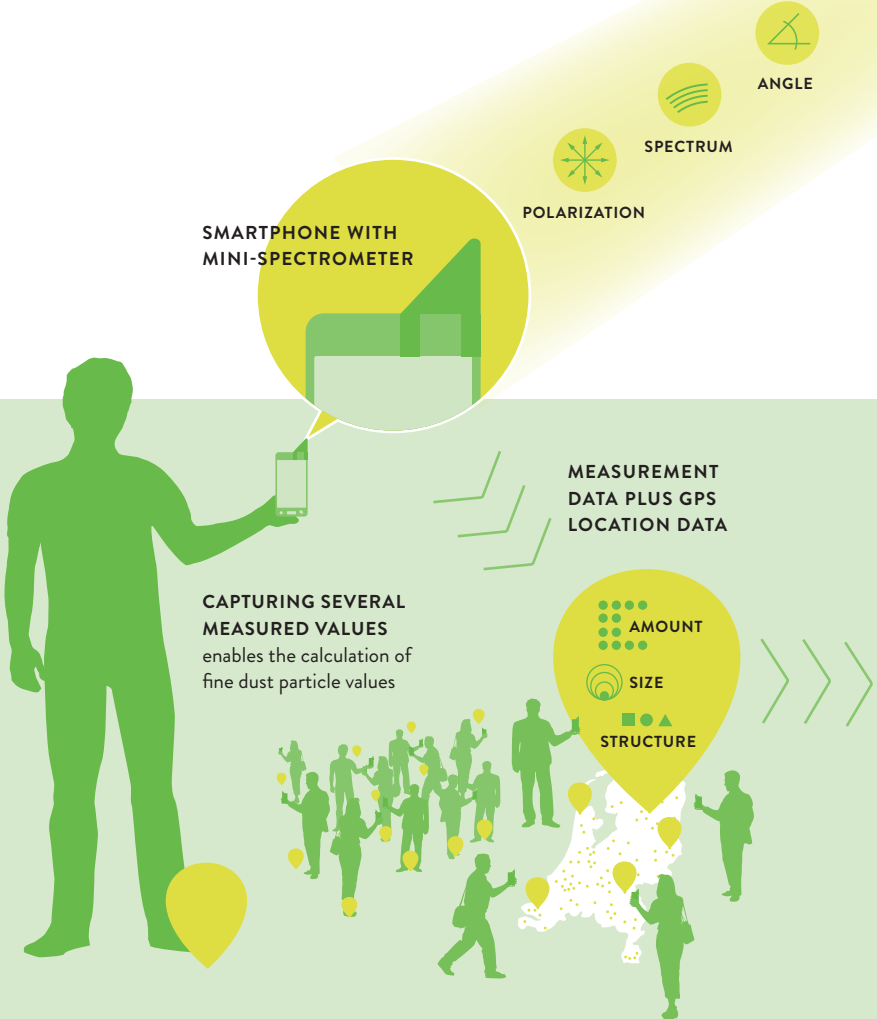 ANGLE
SPECTRUM
POLARIZATION
SMARTPHONE WITH
MINI-SPECTROMETER
MEASUREMENT
DATA PLUS GPS
LOCATION DATA
CAPTURING SEVERAL
MEASURED VALUES
enables the calculation of
fine dust particle values
AMOUNT
SIZE
STRUCTURE